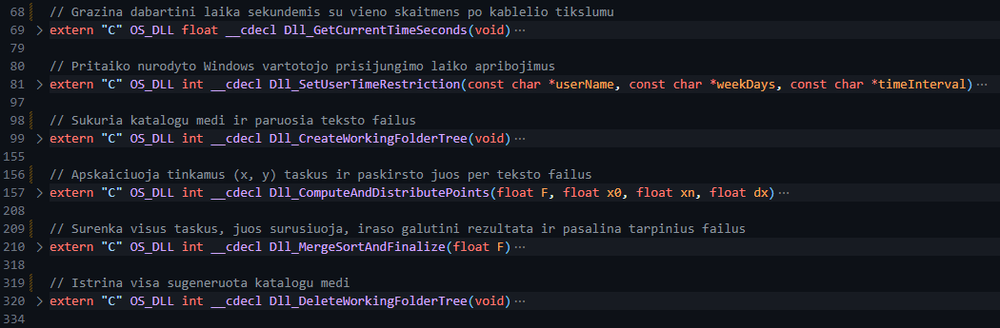 68 // Grazina dabartini laika sekundemis su vieno skaitmens po kablelio tikslumu
69 > extern "C" OS_DLL float __cdecl Dll_GetCurrentTimeSeconds(void)⋯
79
80 // Pritaiko nurodyto Windows vartotojo prisijungimo laiko apribojimus
81 > extern "C" OS_DLL int __cdecl Dll_SetUserTimeRestriction(const char *userName, const char *weekDays, const char *timeInterval)⋯
97
98 // Sukuria katalogu medi ir paruosia teksto failus
99 > extern "C" OS_DLL int __cdecl Dll_CreateWorkingFolderTree(void)⋯
155
156 // Apskaiciuoja tinkamus (x, y) taskus ir paskirsto juos per teksto failus
157 > extern "C" OS_DLL int __cdecl Dll_ComputeAndDistributePoints(float F, float x0, float xn, float dx)⋯
208
209 // Surenka visus taskus, juos surusiuoja, iraso galutini rezultata ir pasalina tarpinius failus
210 > extern "C" OS_DLL int __cdecl Dll_MergeSortAndFinalize(float F)⋯
318
319 // Istrina visa sugeneruota katalogu medi
320 > extern "C" OS_DLL int __cdecl Dll_DeleteWorkingFolderTree(void)⋯
334